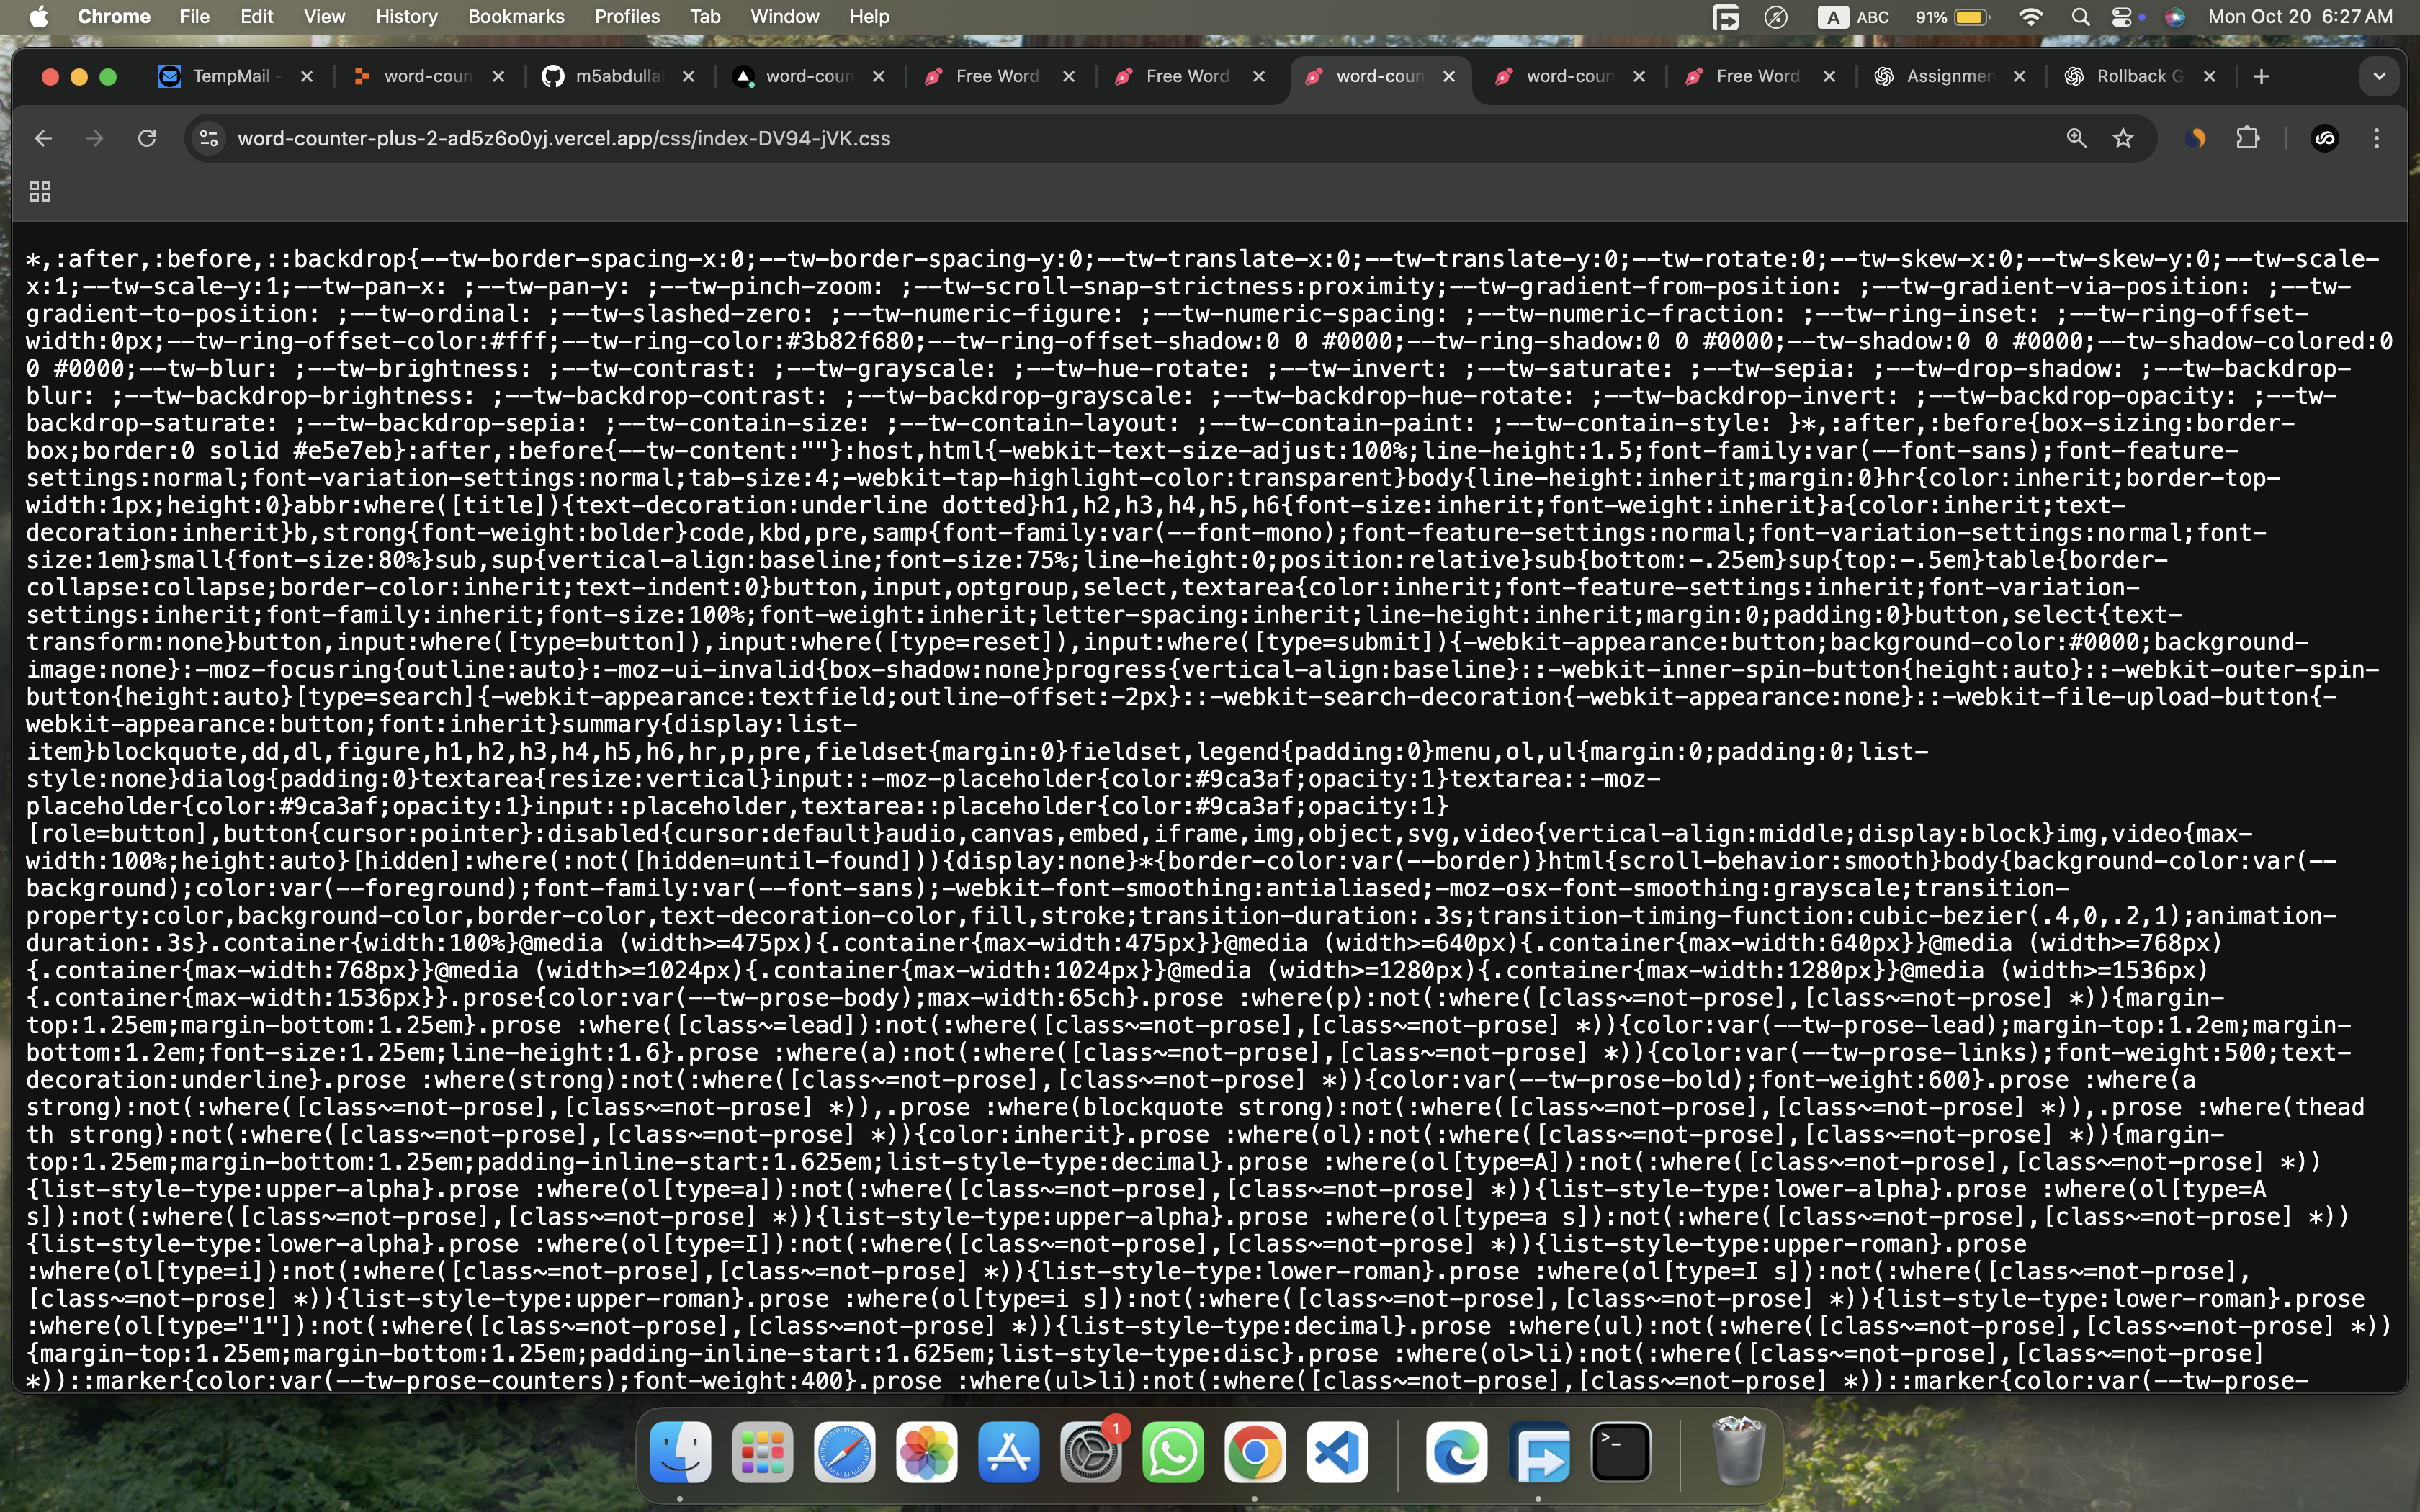 Chrome File Edit View History Bookmarks Profiles Tab Window Help A ABC 91% Mon Oct 20 6:27 AM
TempMail word-coun m5abdulla word-coun Free Word Free Word word-coun word-coun Free Word Assignmen Rollback G
word-counter-plus-2-ad5z6o0yj.vercel.app/css/index-DV94-jVK.css
*,:after,:before,::backdrop{--tw-border-spacing-x:0;--tw-border-spacing-y:0;--tw-translate-x:0;--tw-translate-y:0;--tw-rotate:0;--tw-skew-x:0;--tw-skew-y:0;--tw-scale-
x:1;--tw-scale-y:1;--tw-pan-x: ;--tw-pan-y: ;--tw-pinch-zoom: ;--tw-scroll-snap-strictness:proximity;--tw-gradient-from-position: ;--tw-gradient-via-position: ;--tw-
gradient-to-position: ;--tw-ordinal: ;--tw-slashed-zero: ;--tw-numeric-figure: ;--tw-numeric-spacing: ;--tw-numeric-fraction: ;--tw-ring-inset: ;--tw-ring-offset-
width:0px;--tw-ring-offset-color:#fff;--tw-ring-color:#3b82f680;--tw-ring-offset-shadow:0 0 #0000;--tw-ring-shadow:0 0 #0000;--tw-shadow:0 0 #0000;--tw-shadow-colored:0
0 #0000;--tw-blur: ;--tw-brightness: ;--tw-contrast: ;--tw-grayscale: ;--tw-hue-rotate: ;--tw-invert: ;--tw-saturate: ;--tw-sepia: ;--tw-drop-shadow: ;--tw-backdrop-
blur: ;--tw-backdrop-brightness: ;--tw-backdrop-contrast: ;--tw-backdrop-grayscale: ;--tw-backdrop-hue-rotate: ;--tw-backdrop-invert: ;--tw-backdrop-opacity: ;--tw-
backdrop-saturate: ;--tw-backdrop-sepia: ;--tw-contain-size: ;--tw-contain-layout: ;--tw-contain-paint: ;--tw-contain-style: }*,:after,:before{box-sizing:border-
box;border:0 solid #e5e7eb}:after,:before{--tw-content:""}:host,html{-webkit-text-size-adjust:100%;line-height:1.5;font-family:var(--font-sans);font-feature-
settings:normal;font-variation-settings:normal;tab-size:4;-webkit-tap-highlight-color:transparent}body{line-height:inherit;margin:0}hr{color:inherit;border-top-
width:1px;height:0}abbr:where([title]){text-decoration:underline dotted}h1,h2,h3,h4,h5,h6{font-size:inherit;font-weight:inherit}a{color:inherit;text-
decoration:inherit}b,strong{font-weight:bolder}code,kbd,pre,samp{font-family:var(--font-mono);font-feature-settings:normal;font-variation-settings:normal;font-
size:1em}small{font-size:80%}sub,sup{vertical-align:baseline;font-size:75%;line-height:0;position:relative}sub{bottom:-.25em}sup{top:-.5em}table{border-
collapse:collapse;border-color:inherit;text-indent:0}button,input,optgroup,select,textarea{color:inherit;font-feature-settings:inherit;font-variation-
settings:inherit;font-family:inherit;font-size:100%;font-weight:inherit;letter-spacing:inherit;line-height:inherit;margin:0;padding:0}button,select{text-
transform:none}button,input:where([type=button]),input:where([type=reset]),input:where([type=submit]){-webkit-appearance:button;background-color:#0000;background-
image:none}:-moz-focusring{outline:auto}:-moz-ui-invalid{box-shadow:none}progress{vertical-align:baseline}::-webkit-inner-spin-button{height:auto}::-webkit-outer-spin-
button{height:auto}[type=search]{-webkit-appearance:textfield;outline-offset:-2px}::-webkit-search-decoration{-webkit-appearance:none}::-webkit-file-upload-button{-
webkit-appearance:button;font:inherit}summary{display:list-
item}blockquote,dd,dl,figure,h1,h2,h3,h4,h5,h6,hr,p,pre,fieldset{margin:0}fieldset,legend{padding:0}menu,ol,ul{margin:0;padding:0;list-
style:none}dialog{padding:0}textarea{resize:vertical}input::-moz-placeholder{color:#9ca3af;opacity:1}textarea::-moz-
placeholder{color:#9ca3af;opacity:1}input::placeholder,textarea::placeholder{color:#9ca3af;opacity:1}
[role=button],button{cursor:pointer}:disabled{cursor:default}audio,canvas,embed,iframe,img,object,svg,video{vertical-align:middle;display:block}img,video{max-
width:100%;height:auto}[hidden]:where(:not([hidden=until-found])){display:none}*{border-color:var(--border)}html{scroll-behavior:smooth}body{background-color:var(--
background);color:var(--foreground);font-family:var(--font-sans);-webkit-font-smoothing:antialiased;-moz-osx-font-smoothing:grayscale;transition-
property:color,background-color,border-color,text-decoration-color,fill,stroke;transition-duration:.3s;transition-timing-function:cubic-bezier(.4,0,.2,1);animation-
duration:.3s}.container{width:100%}@media (width>=475px){.container{max-width:475px}}@media (width>=640px){.container{max-width:640px}}@media (width>=768px)
{.container{max-width:768px}}@media (width>=1024px){.container{max-width:1024px}}@media (width>=1280px){.container{max-width:1280px}}@media (width>=1536px)
{.container{max-width:1536px}}.prose{color:var(--tw-prose-body);max-width:65ch}.prose :where(p):not(:where([class~=not-prose],[class~=not-prose] *)){margin-
top:1.25em;margin-bottom:1.25em}.prose :where([class~=lead]):not(:where([class~=not-prose],[class~=not-prose] *)){color:var(--tw-prose-lead);margin-top:1.2em;margin-
bottom:1.2em;font-size:1.25em;line-height:1.6}.prose :where(a):not(:where([class~=not-prose],[class~=not-prose] *)){color:var(--tw-prose-links);font-weight:500;text-
decoration:underline}.prose :where(strong):not(:where([class~=not-prose],[class~=not-prose] *)){color:var(--tw-prose-bold);font-weight:600}.prose :where(a
strong):not(:where([class~=not-prose],[class~=not-prose] *)),.prose :where(blockquote strong):not(:where([class~=not-prose],[class~=not-prose] *)),.prose :where(thead
th strong):not(:where([class~=not-prose],[class~=not-prose] *)){color:inherit}.prose :where(ol):not(:where([class~=not-prose],[class~=not-prose] *)){margin-
top:1.25em;margin-bottom:1.25em;padding-inline-start:1.625em;list-style-type:decimal}.prose :where(ol[type=A]):not(:where([class~=not-prose],[class~=not-prose] *))
{list-style-type:upper-alpha}.prose :where(ol[type=a]):not(:where([class~=not-prose],[class~=not-prose] *)){list-style-type:lower-alpha}.prose :where(ol[type=A
s]):not(:where([class~=not-prose],[class~=not-prose] *)){list-style-type:upper-alpha}.prose :where(ol[type=a s]):not(:where([class~=not-prose],[class~=not-prose] *))
{list-style-type:lower-alpha}.prose :where(ol[type=I]):not(:where([class~=not-prose],[class~=not-prose] *)){list-style-type:upper-roman}.prose
:where(ol[type=i]):not(:where([class~=not-prose],[class~=not-prose] *)){list-style-type:lower-roman}.prose :where(ol[type=I s]):not(:where([class~=not-prose],
[class~=not-prose] *)){list-style-type:upper-roman}.prose :where(ol[type=i s]):not(:where([class~=not-prose],[class~=not-prose] *)){list-style-type:lower-roman}.prose
:where(ol[type="1"]):not(:where([class~=not-prose],[class~=not-prose] *)){list-style-type:decimal}.prose :where(ul):not(:where([class~=not-prose],[class~=not-prose] *))
{margin-top:1.25em;margin-bottom:1.25em;padding-inline-start:1.625em;list-style-type:disc}.prose :where(ol>li):not(:where([class~=not-prose],[class~=not-prose]
*))::marker{color:var(--tw-prose-counters);font-weight:400}.prose :where(ul>li):not(:where([class~=not-prose],[class~=not-prose] *))::marker{color:var(--tw-prose-
1
>_